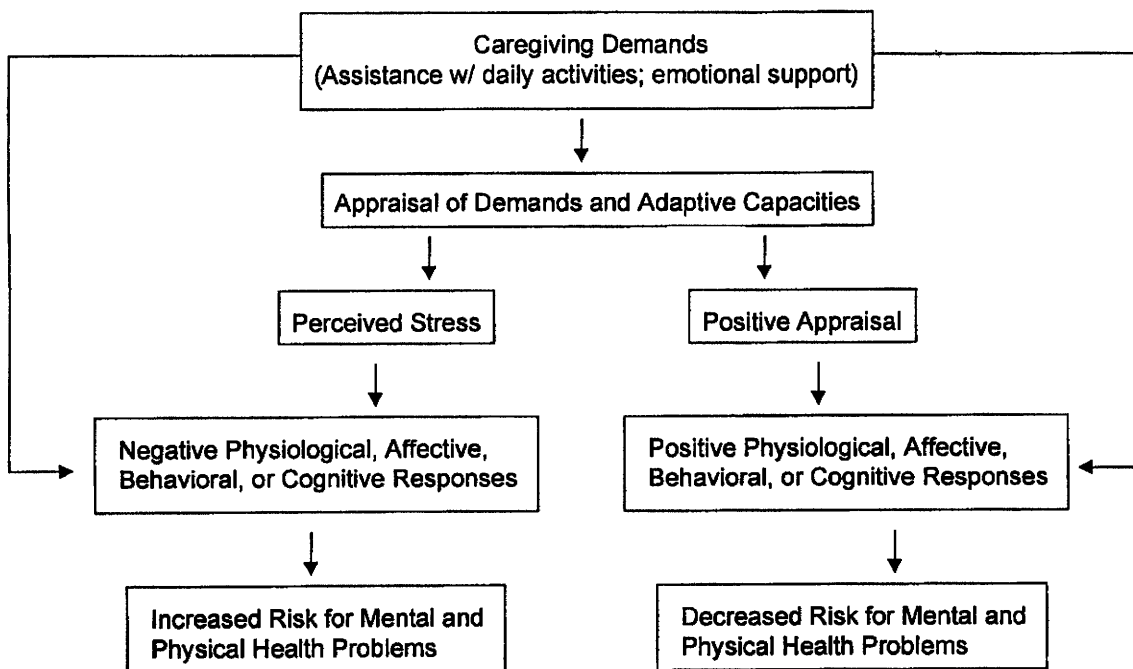 Caregiving Demands
(Assistance w/ daily activities; emotional support)
Appraisal of Demands and Adaptive Capacities
Perceived Stress
Positive Appraisal
Negative Physiological, Affective,
Behavioral, or Cognitive Responses
Positive Physiological, Affective,
Behavioral, or Cognitive Responses
Increased Risk for Mental and
Physical Health Problems
Decreased Risk for Mental and
Physical Health Problems